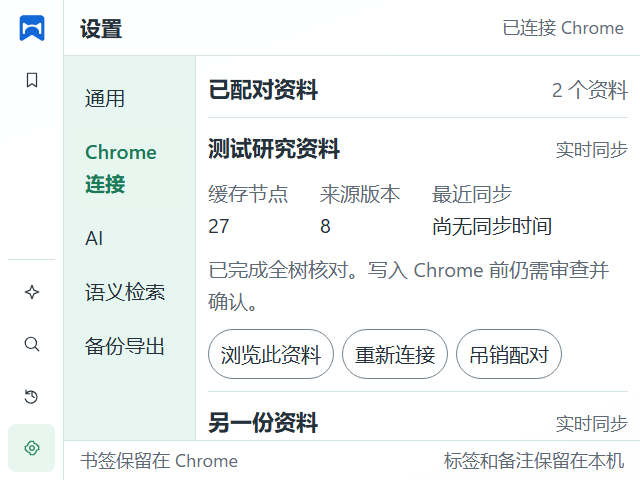 设置
已连接 Chrome
通用
Chrome
连接
AI
语义检索
备份导出
已配对资料
2 个资料
测试研究资料
实时同步
缓存节点 来源版本 最近同步
27 8 尚无同步时间
已完成全树核对。写入 Chrome 前仍需审查并
确认。
浏览此资料 重新连接 吊销配对
另一份资料
实时同步
书签保留在 Chrome
标签和备注保留在本机